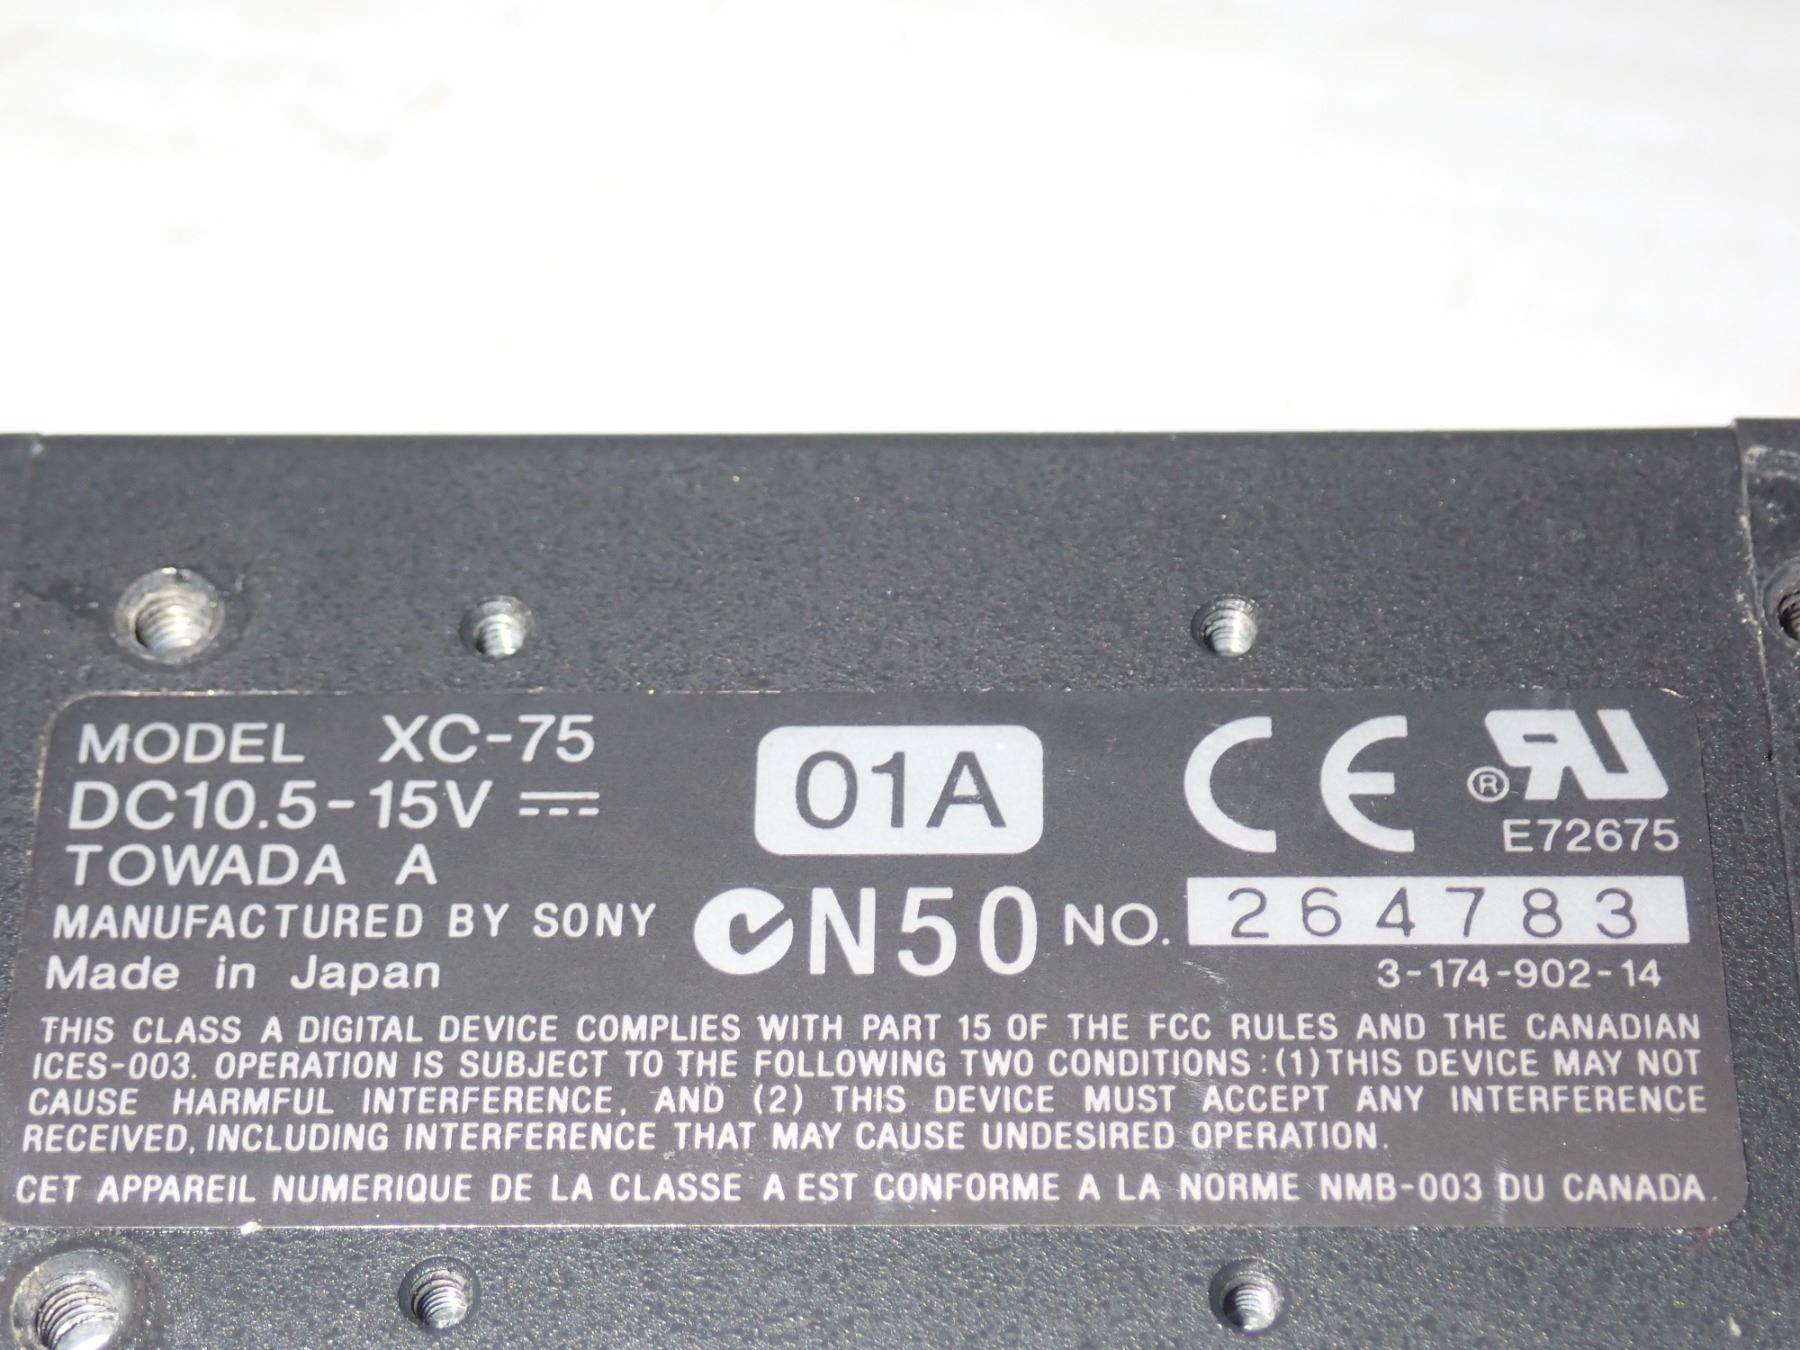 MODEL XC-75
DC10.5-15V
TOWADA A
MANUFACTURED BY SONY
Made in Japan
01A
N50
CE
® RU
E72675
NO. 264783
3-174-902-14
THIS CLASS A DIGITAL DEVICE COMPLIES WITH PART 15 OF THE FCC RULES AND THE CANADIAN
ICES-003. OPERATION IS SUBJECT TO THE FOLLOWING TWO CONDITIONS : (1) THIS DEVICE MAY NOT
CAUSE HARMFUL INTERFERENCE, AND (2) THIS DEVICE MUST ACCEPT ANY INTERFERENCE
RECEIVED, INCLUDING INTERFERENCE THAT MAY CAUSE UNDESIRED OPERATION.
CET APPAREIL NUMERIQUE DE LA CLASSE A EST CONFORME A LA NORME NMB-003 DU CANADA.